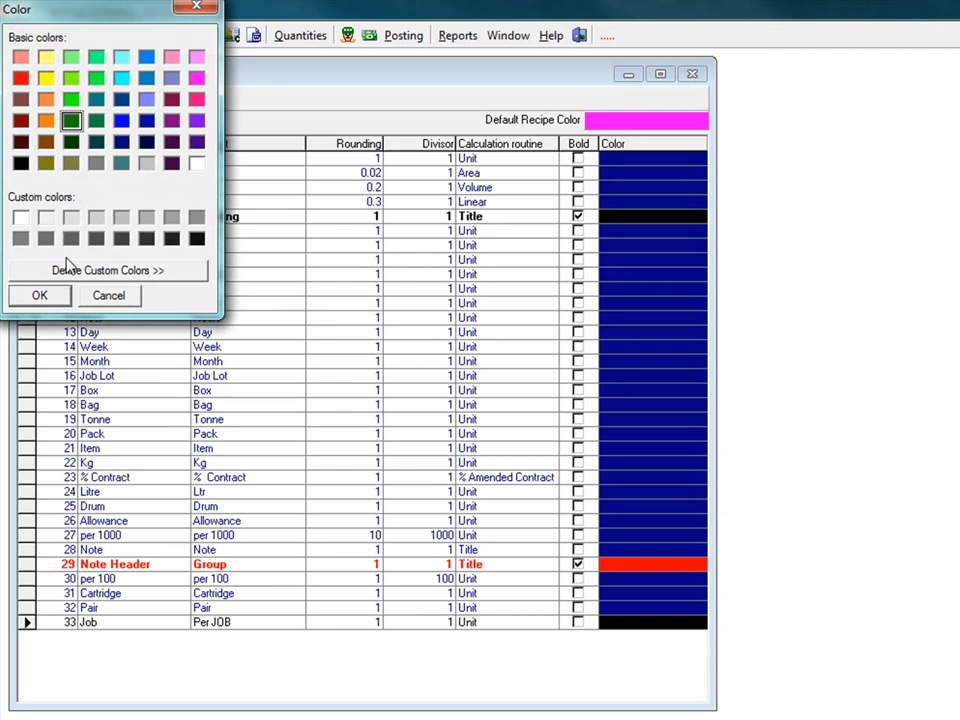 Color
Basic colors:
Custom colors:
Define Custom Colors >>
OK Cancel
Quantities Posting Reports Window Help .....
Default Recipe Color
Rounding Divisor Calculation routine Bold Color
1 1 Unit
0.02 1 Area
0.2 1 Volume
0.3 1 Linear
1 1 Title
1 1 Unit
1 1 Unit
1 1 Unit
1 1 Unit
1 1 Unit
1 1 Unit
1 1 Unit
13 Day Day 1 1 Unit
14 Week Week 1 1 Unit
15 Month Month 1 1 Unit
16 Job Lot Job Lot 1 1 Unit
17 Box Box 1 1 Unit
18 Bag Bag 1 1 Unit
19 Tonne Tonne 1 1 Unit
20 Pack Pack 1 1 Unit
21 Item Item 1 1 Unit
22 Kg Kg 1 1 Unit
23 % Contract % Contract 1 1 % Amended Contract
24 Litre Ltr 1 1 Unit
25 Drum Drum 1 1 Unit
26 Allowance Allowance 1 1 Unit
27 per 1000 per 1000 10 1000 Unit
28 Note Note 1 1 Title
29 Note Header Group 1 1 Title
30 per 100 per 100 1 100 Unit
31 Cartridge Cartridge 1 1 Unit
32 Pair Pair 1 1 Unit
33 Job Per JOB 1 1 Unit